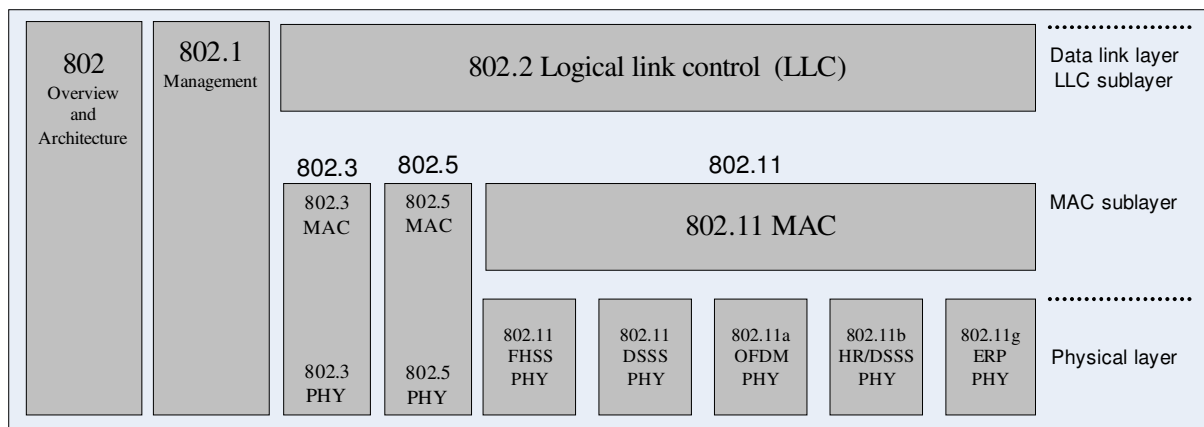 802
Overview
and
Architecture
802.1
Management
802.2 Logical link control (LLC)
Data link layer
LLC sublayer
802.3
802.5
802.11
802.3
MAC
802.5
MAC
802.11 MAC
MAC sublayer
802.3
PHY
802.5
PHY
802.11
FHSS
PHY
802.11
DSSS
PHY
802.11a
OFDM
PHY
802.11b
HR/DSSS
PHY
802.11g
ERP
PHY
Physical layer